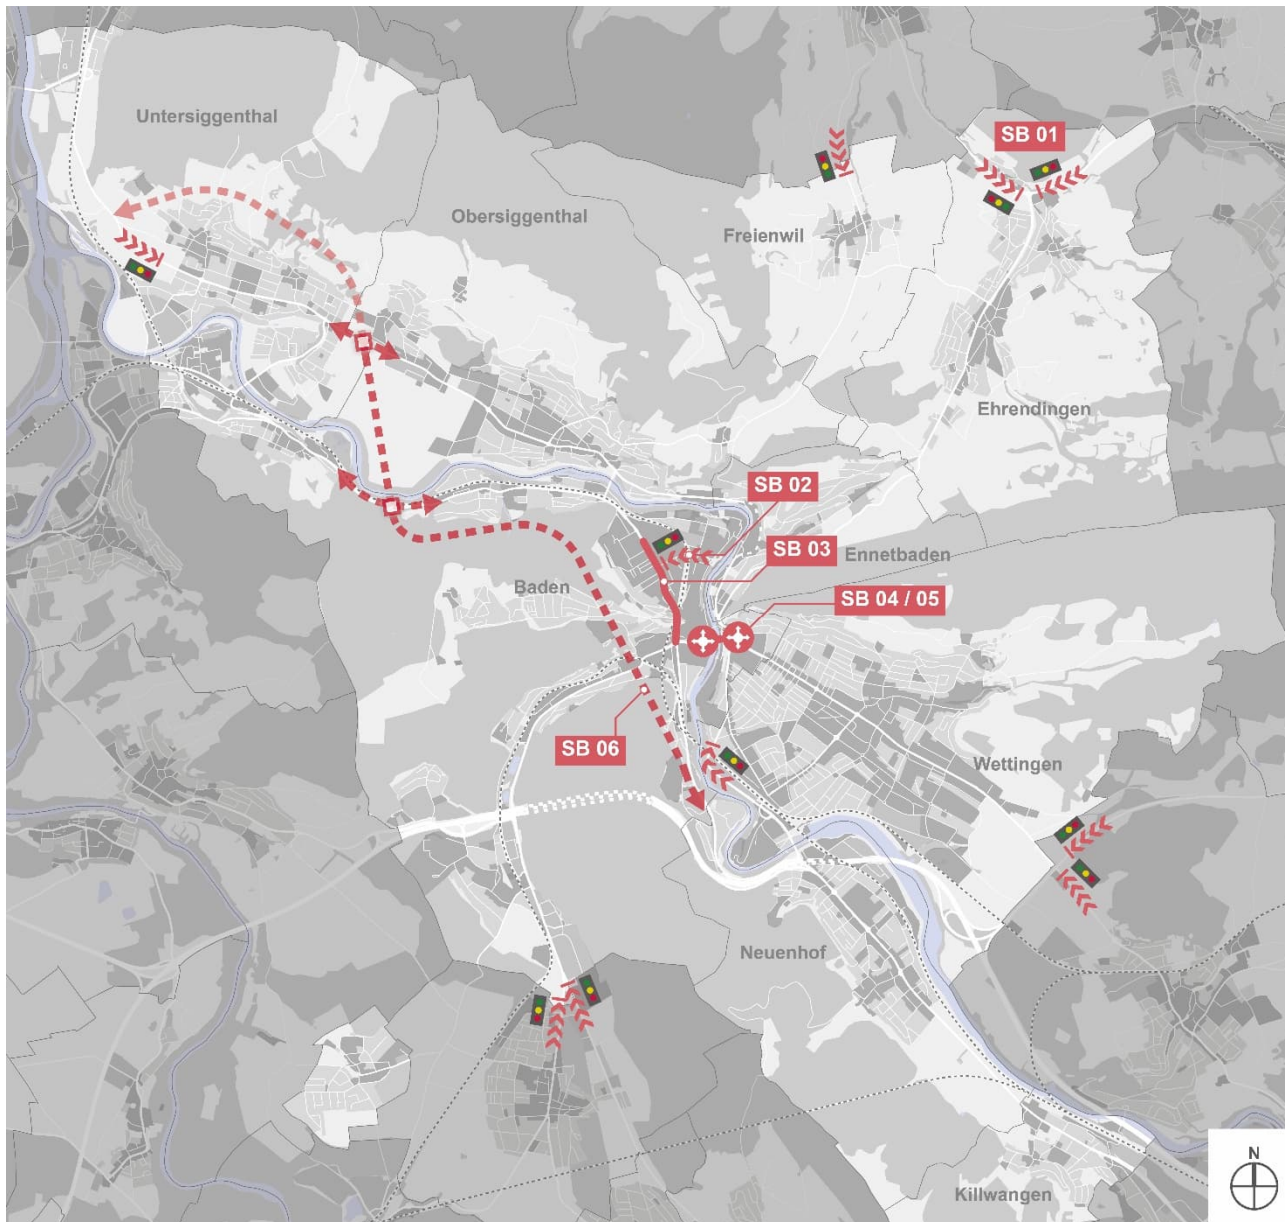 Untersiggenthal
SB 01
Obersiggenthal
Freienwil
Ehrendingen
SB 02
SB 03
Ennetbaden
Baden
SB 04 / 05
SB 06
Wettingen
Neuenhof
N
Killwangen